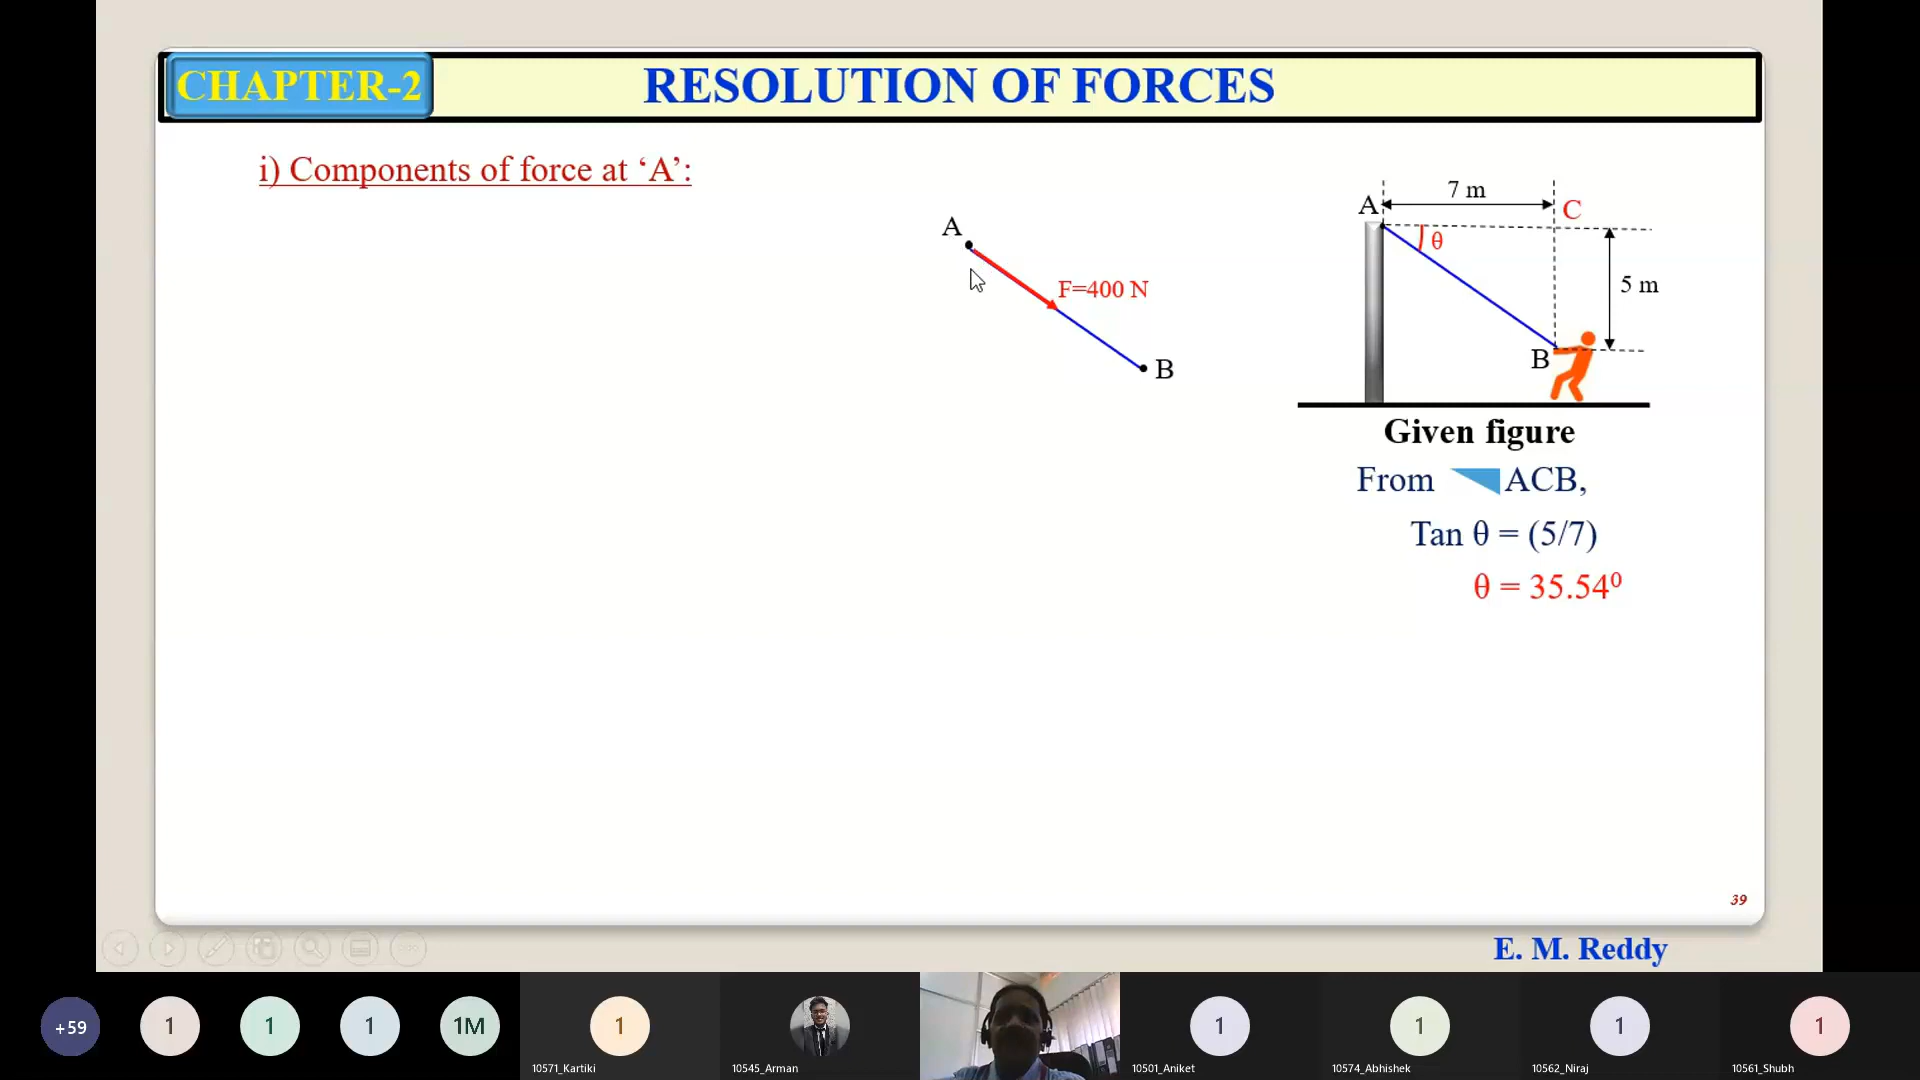 CHAPTER-2
RESOLUTION OF FORCES
i) Components of force at ‘A’:
A
F=400 N
B
7 m
A
C
θ
5 m
B
Given figure
From ACB,
Tan θ = (5/7)
θ = 35.54⁰
39
E. M. Reddy
+59
1
1
1
1M
1
1
1
1
1
10571_Kartiki
10545_Arman
10501_Aniket
10574_Abhishek
10562_Niraj
10561_Shubh